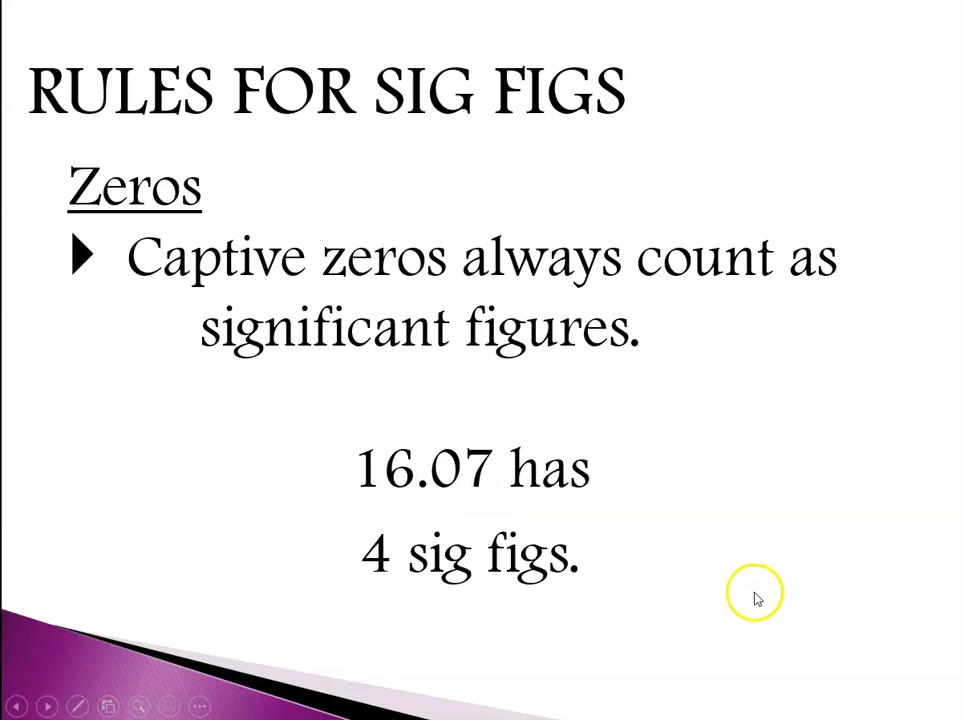 RULES FOR SIG FIGS
Zeros
Captive zeros always count as
significant figures.
16.07 has
4 sig figs.